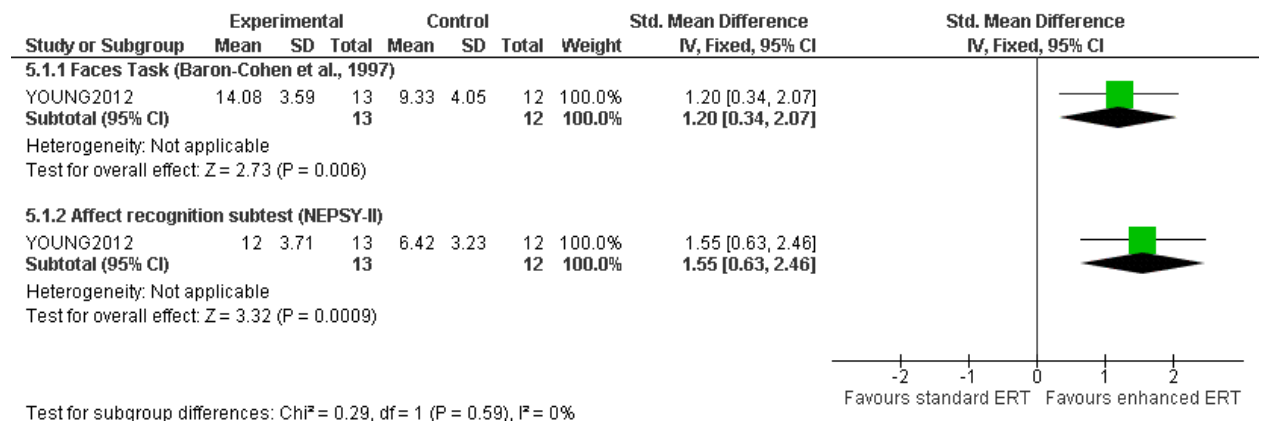 Experimental Control Std. Mean Difference Std. Mean Difference
Study or Subgroup Mean SD Total Mean SD Total Weight IV, Fixed, 95% CI IV, Fixed, 95% CI
5.1.1 Faces Task (Baron-Cohen et al., 1997)
YOUNG2012 14.08 3.59 13 9.33 4.05 12 100.0% 1.20 [0.34, 2.07]
Subtotal (95% CI) 13 12 100.0% 1.20 [0.34, 2.07]
Heterogeneity: Not applicable
Test for overall effect: Z = 2.73 (P = 0.006)
5.1.2 Affect recognition subtest (NEPSY-II)
YOUNG2012 12 3.71 13 6.42 3.23 12 100.0% 1.55 [0.63, 2.46]
Subtotal (95% CI) 13 12 100.0% 1.55 [0.63, 2.46]
Heterogeneity: Not applicable
Test for overall effect: Z = 3.32 (P = 0.0009)
-2 -1 0 1 2
Favours standard ERT Favours enhanced ERT
Test for subgroup differences: Chi² = 0.29, df = 1 (P = 0.59), I² = 0%